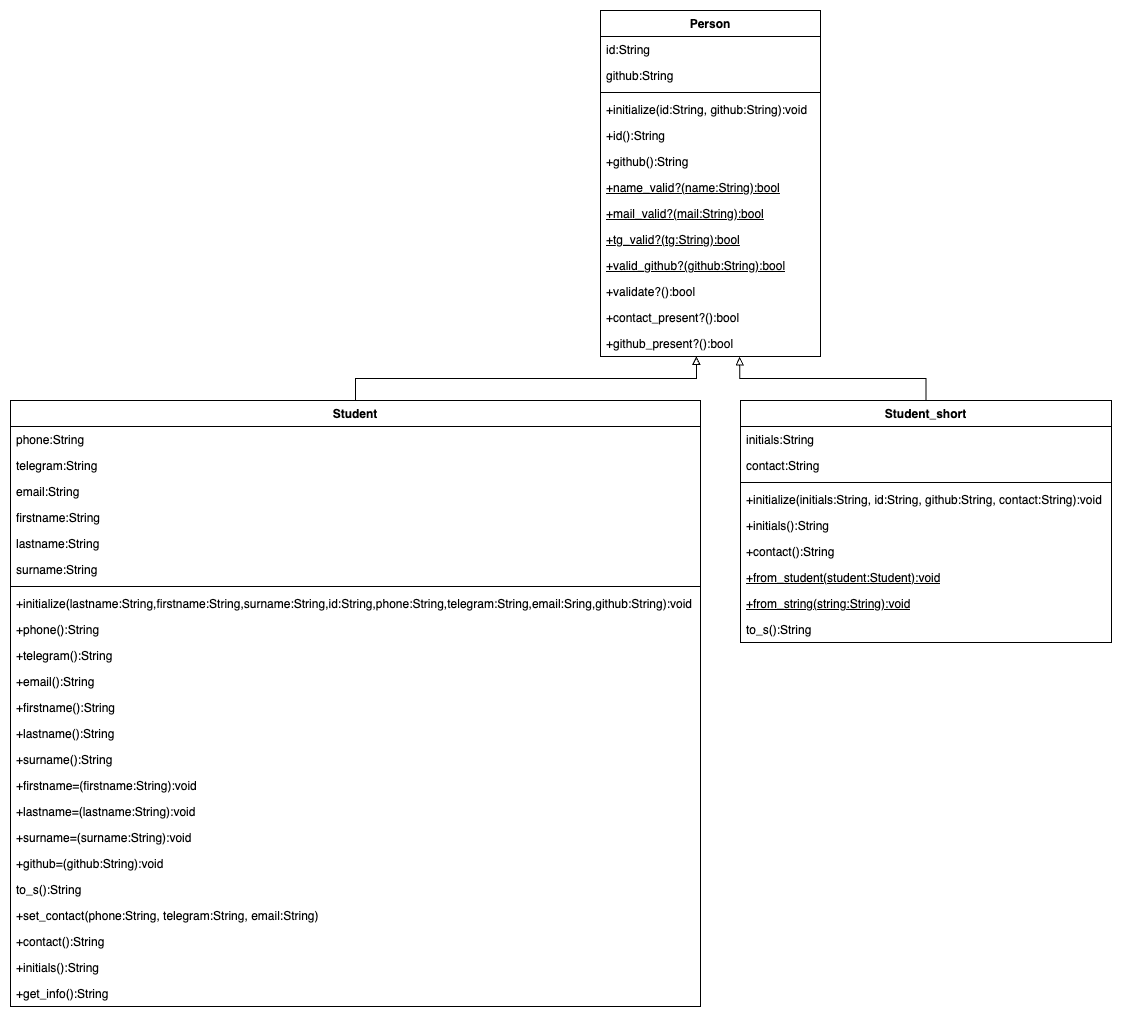 Person
id:String
github:String
+initialize(id:String, github:String):void
+id():String
+github():String
+name_valid?(name:String):bool
+mail_valid?(mail:String):bool
+tg_valid?(tg:String):bool
+valid_github?(github:String):bool
+validate?():bool
+contact_present?():bool
+github_present?():bool
Student
phone:String
telegram:String
email:String
firstname:String
lastname:String
surname:String
+initialize(lastname:String,firstname:String,surname:String,id:String,phone:String,telegram:String,email:Sring,github:String):void
+phone():String
+telegram():String
+email():String
+firstname():String
+lastname():String
+surname():String
+firstname=(firstname:String):void
+lastname=(lastname:String):void
+surname=(surname:String):void
+github=(github:String):void
to_s():String
+set_contact(phone:String, telegram:String, email:String)
+contact():String
+initials():String
+get_info():String
Student_short
initials:String
contact:String
+initialize(initials:String, id:String, github:String, contact:String):void
+initials():String
+contact():String
+from_student(student:Student):void
+from_string(string:String):void
to_s():String